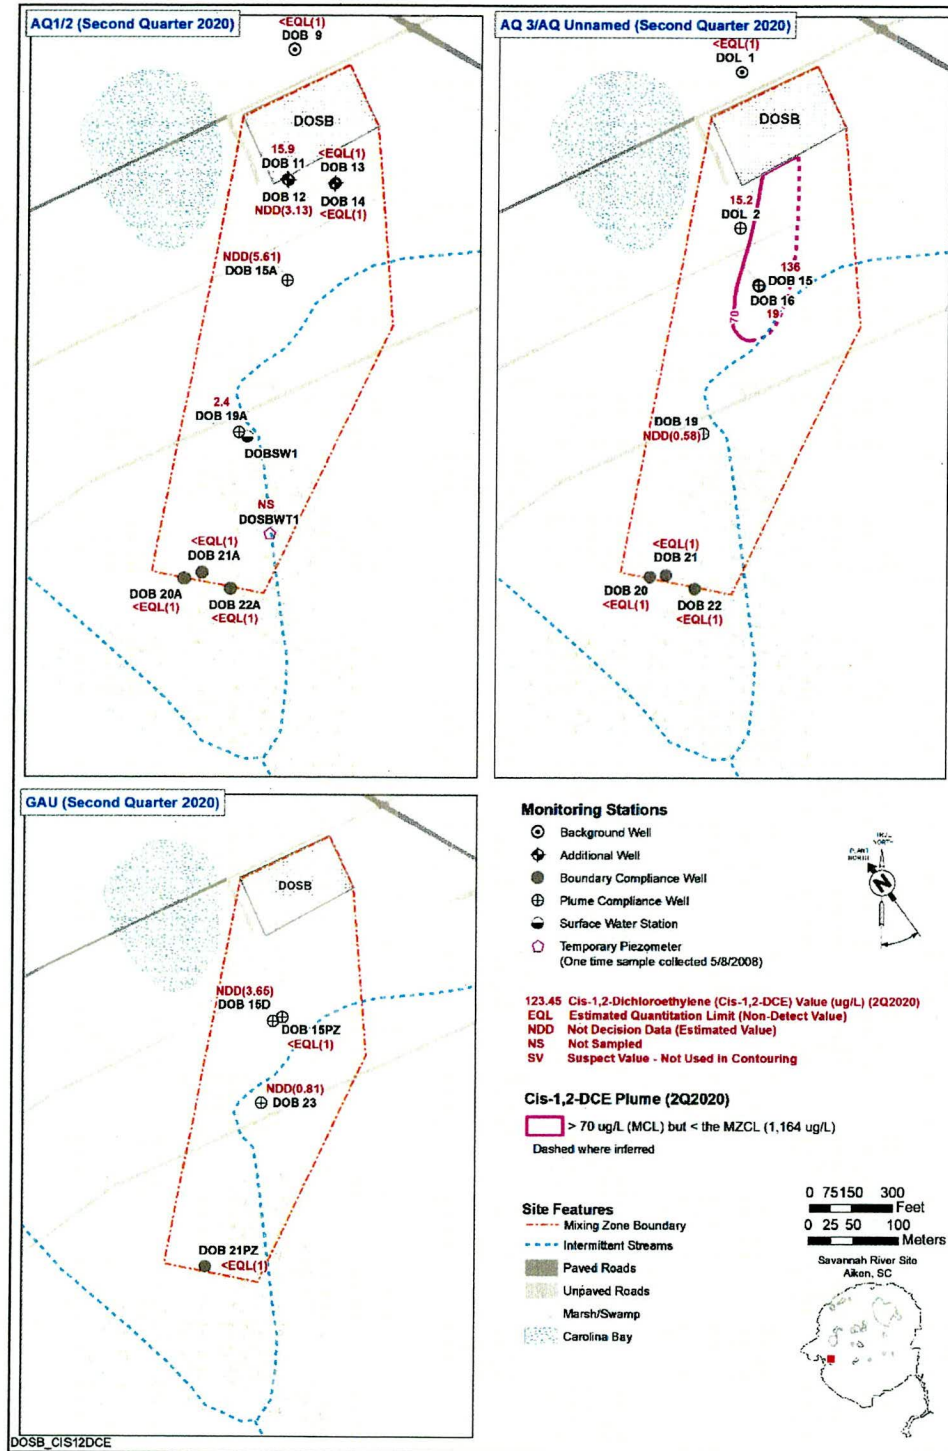 AQ1/2 (Second Quarter 2020)
<EQL(1)
DOB 9
DOSB
15.9
DOB 11
<EQL(1)
DOB 13
DOB 12
NDD(3.13)
DOB 14
<EQL(1)
NDD(5.61)
DOB 15A
2.4
DOB 19A
DOBSW1
NS
DOSBWT1
<EQL(1)
DOB 21A
DOB 20A
<EQL(1)
DOB 22A
<EQL(1)
AQ 3/AQ Unnamed (Second Quarter 2020)
<EQL(1)
DOL 1
DOSB
15.2
DOL 2
136
DOB 15
DOB 16
19
70
DOB 19
NDD(0.58)
<EQL(1)
DOB 21
DOB 20
<EQL(1)
DOB 22
<EQL(1)
GAU (Second Quarter 2020)
DOSB
NDD(3.65)
DOB 15D
DOB 15PZ
<EQL(1)
NDD(0.81)
DOB 23
DOB 21PZ
<EQL(1)
Monitoring Stations
Background Well
Additional Well
Boundary Compliance Well
Plume Compliance Well
Surface Water Station
Temporary Piezometer
(One time sample collected 5/8/2008)
TRUE
NORTH
PLANT
NORTH
N
123.45 Cis-1,2-Dichloroethylene (Cis-1,2-DCE) Value (ug/L) (2Q2020)
EQL Estimated Quantitation Limit (Non-Detect Value)
NDD Not Decision Data (Estimated Value)
NS Not Sampled
SV Suspect Value - Not Used in Contouring
Cis-1,2-DCE Plume (2Q2020)
> 70 ug/L (MCL) but < the MZCL (1,164 ug/L)
Dashed where inferred
Site Features
Mixing Zone Boundary
Intermittent Streams
Paved Roads
Unpaved Roads
Marsh/Swamp
Carolina Bay
0 75 150 300
Feet
0 25 50 100
Meters
Savannah River Site
Aiken, SC
DOSB_CIS12DCE